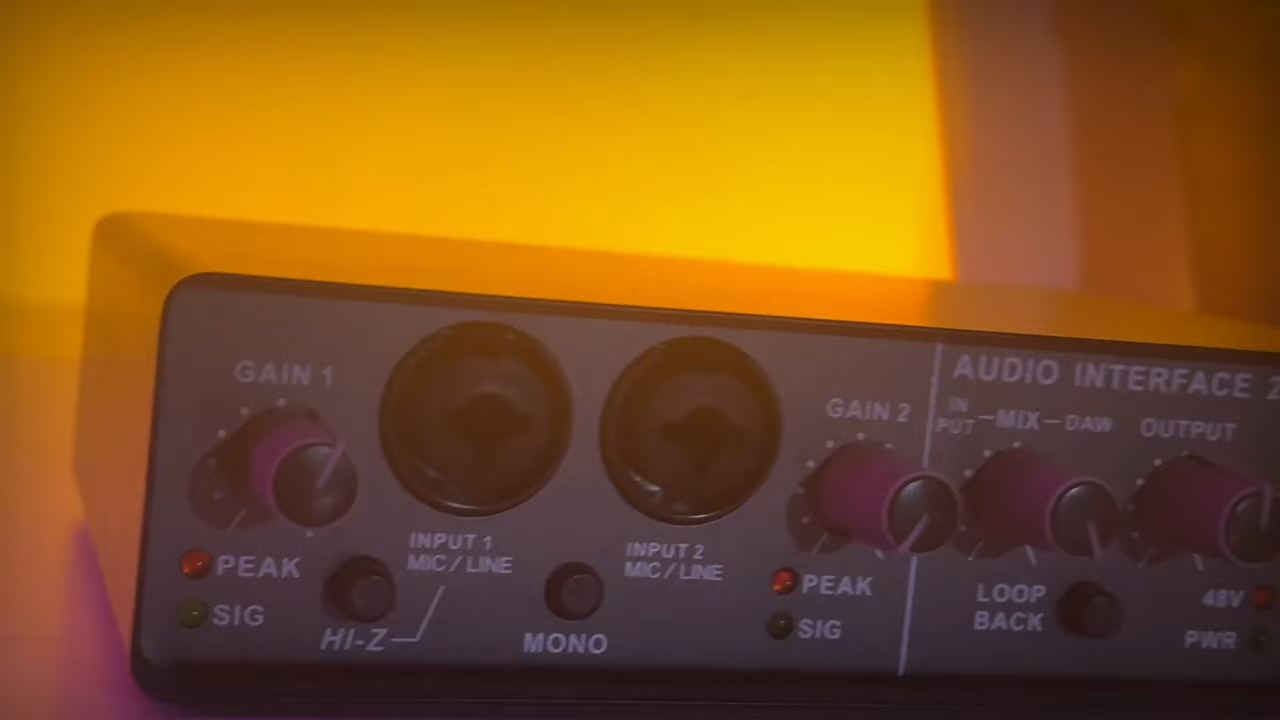 GAIN 1
INPUT 1
MIC / LINE
INPUT 2
MIC / LINE
PEAK
SIG
HI-Z
MONO
GAIN 2
PEAK
SIG
AUDIO INTERFACE 2
IN
PUT
MIX
DAW
OUTPUT
LOOP
BACK
48V
PWR